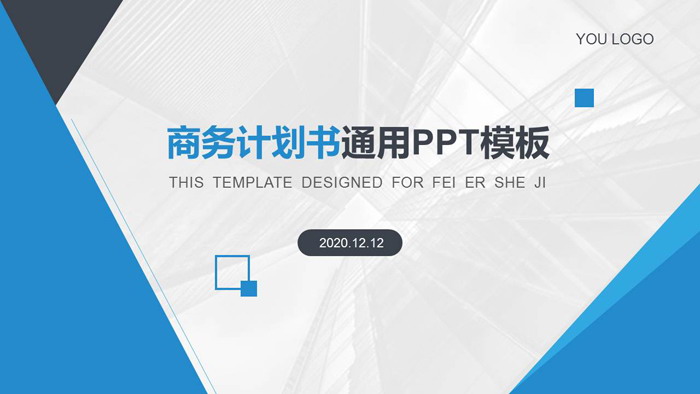 YOU LOGO
商务计划书通用PPT模板
THIS TEMPLATE DESIGNED FOR FEI ER SHE JI
2020.12.12